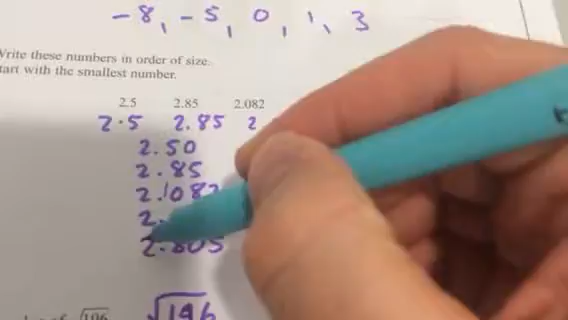 -8, -5, 0, 1, 3
Write these numbers in order of size.
tart with the smallest number.
2.5 2.85 2.082
2.5 2.85 2
2.50
2.85
2.082
2.
2.805
√196
√196